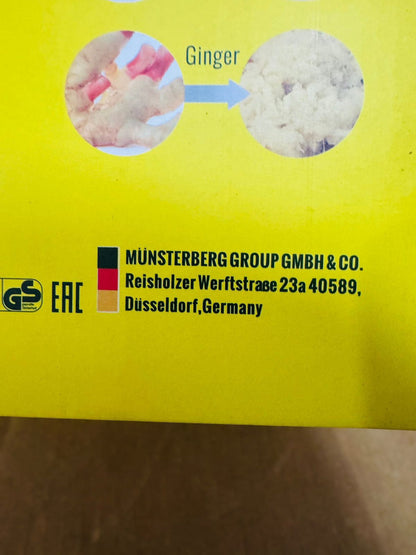 Ginger
MÜNSTERBERG GROUP GMBH & CO.
GS
EAC
Reisholzer Werftstraße 23a 40589,
Düsseldorf,Germany